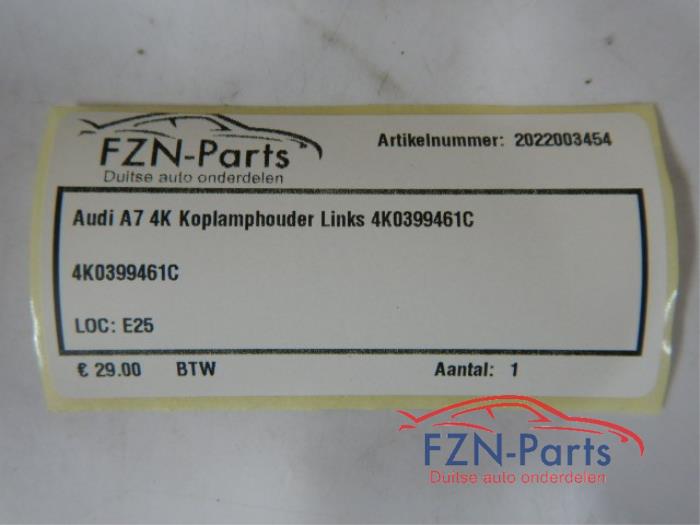 FZN-Parts
Duitse auto onderdelen
Artikelnummer: 2022003454
Audi A7 4K Koplamphouder Links 4K0399461C
4K0399461C
LOC: E25
€ 29.00 BTW Aantal: 1
FZN-Parts
Duitse auto onderdelen